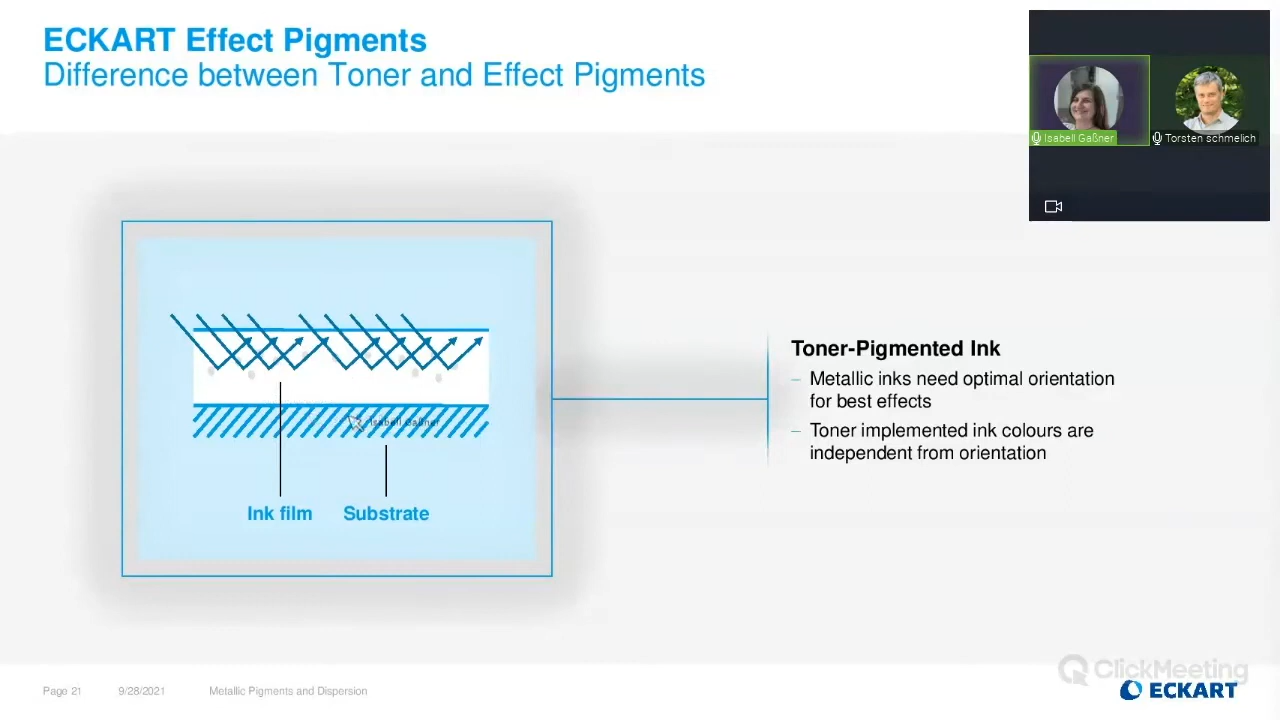 ECKART Effect Pigments
Difference between Toner and Effect Pigments
Isabell Gaßner
Torsten schmelich
Toner-Pigmented Ink
– Metallic inks need optimal orientation
for best effects
– Toner implemented ink colours are
independent from orientation
Isabell Gaßner
Ink film
Substrate
ClickMeeting
Page 21
9/28/2021
Metallic Pigments and Dispersion
ECKART